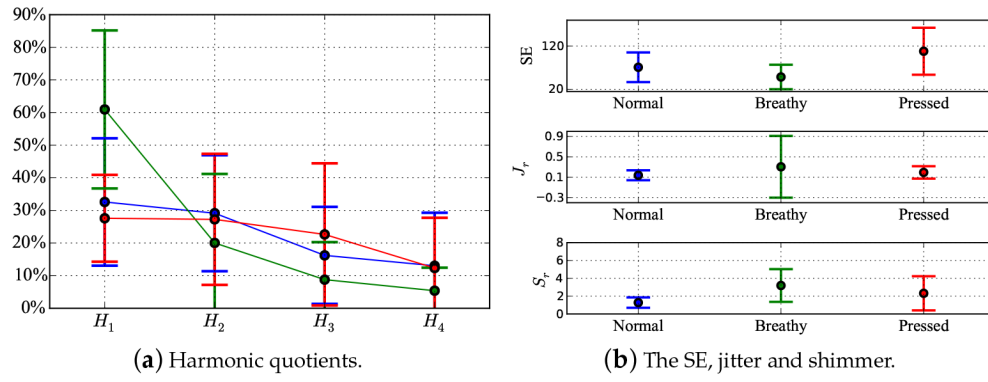 90%
80%
70%
60%
50%
40%
30%
20%
10%
0%
H₁ H₂ H₃ H₄
(a) Harmonic quotients.
SE
120
20
Normal Breathy Pressed
Jᵣ
0.9
0.5
0.1
−0.3
Normal Breathy Pressed
Sᵣ
8
6
4
2
0
Normal Breathy Pressed
(b) The SE, jitter and shimmer.